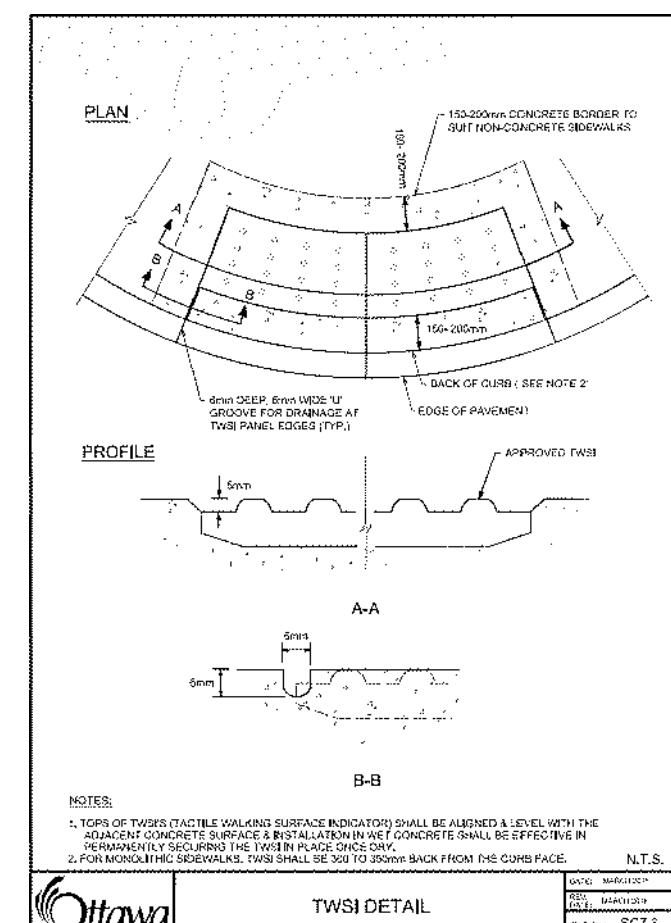 PLAN
150-200mm CONCRETE BORDER TO
SUIT NON-CONCRETE SIDEWALKS
150-200mm
A
A
B
B
150-200mm
BACK OF CURB ( SEE NOTE 2
EDGE OF PAVEMENT
6mm DEEP, 6mm WIDE 'U'
GROOVE FOR DRAINAGE AT
TWSI PANEL EDGES (TYP.)
PROFILE
APPROVED TWSI
5mm
A-A
6mm
6mm
B-B
NOTES:
1. TOPS OF TWSI'S (TACTILE WALKING SURFACE INDICATOR) SHALL BE ALIGNED & LEVEL WITH THE
ADJACENT CONCRETE SURFACE & INSTALLATION IN WET CONCRETE SHALL BE EFFECTIVE IN
PERMANENTLY SECURING THE TWSI IN PLACE ONCE DRY.
2. FOR MONOLITHIC SIDEWALKS, TWSI SHALL BE 300 TO 350mm BACK FROM THE CURB FACE.
N.T.S.
Ottawa
TWSI DETAIL
DATE: MARCH
REV.
DATE: MARCH